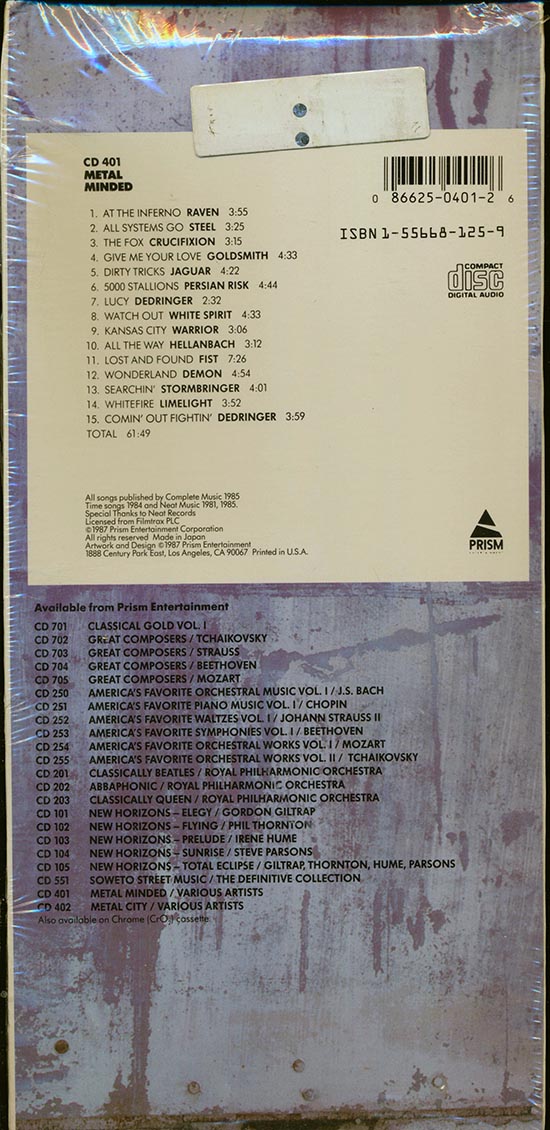 CD 401
METAL
MINDED
1. AT THE INFERNO RAVEN 3:55
2. ALL SYSTEMS GO STEEL 3:25
3. THE FOX CRUCIFIXION 3:15
4. GIVE ME YOUR LOVE GOLDSMITH 4:33
5. DIRTY TRICKS JAGUAR 4:22
6. 5000 STALLIONS PERSIAN RISK 4:44
7. LUCY DEDRINGER 2:32
8. WATCH OUT WHITE SPIRIT 4:33
9. KANSAS CITY WARRIOR 3:06
10. ALL THE WAY HELLANBACH 3:12
11. LOST AND FOUND FIST 7:26
12. WONDERLAND DEMON 4:54
13. SEARCHIN' STORMBRINGER 4:01
14. WHITEFIRE LIMELIGHT 3:52
15. COMIN' OUT FIGHTIN' DEDRINGER 3:59
TOTAL 61:49
0 86625-0401-2 6
ISBN 1-55668-125-9
COMPACT
disc
DIGITAL AUDIO
All songs published by Complete Music 1985
Time songs 1984 and Neat Music 1981, 1985.
Special Thanks to Neat Records
Licensed from Filmtrax PLC
©1987 Prism Entertainment Corporation
All rights reserved Made in Japan
Artwork and Design ©1987 Prism Entertainment
1888 Century Park East, Los Angeles, CA 90067 Printed in U.S.A.
PRISM
Available from Prism Entertainment
CD 701 CLASSICAL GOLD VOL. I
CD 702 GREAT COMPOSERS / TCHAIKOVSKY
CD 703 GREAT COMPOSERS / STRAUSS
CD 704 GREAT COMPOSERS / BEETHOVEN
CD 705 GREAT COMPOSERS / MOZART
CD 250 AMERICA'S FAVORITE ORCHESTRAL MUSIC VOL. I / J.S. BACH
CD 251 AMERICA'S FAVORITE PIANO MUSIC VOL. I / CHOPIN
CD 252 AMERICA'S FAVORITE WALTZES VOL. I / JOHANN STRAUSS II
CD 253 AMERICA'S FAVORITE SYMPHONIES VOL. I / BEETHOVEN
CD 254 AMERICA'S FAVORITE ORCHESTRAL WORKS VOL. I / MOZART
CD 255 AMERICA'S FAVORITE ORCHESTRAL WORKS VOL. II / TCHAIKOVSKY
CD 201 CLASSICALLY BEATLES / ROYAL PHILHARMONIC ORCHESTRA
CD 202 ABBAPHONIC / ROYAL PHILHARMONIC ORCHESTRA
CD 203 CLASSICALLY QUEEN / ROYAL PHILHARMONIC ORCHESTRA
CD 101 NEW HORIZONS – ELEGY / GORDON GILTRAP
CD 102 NEW HORIZONS – FLYING / PHIL THORNTON
CD 103 NEW HORIZONS – PRELUDE / IRENE HUME
CD 104 NEW HORIZONS – SUNRISE / STEVE PARSONS
CD 105 NEW HORIZONS – TOTAL ECLIPSE / GILTRAP, THORNTON, HUME, PARSONS
CD 551 SOWETO STREET MUSIC / THE DEFINITIVE COLLECTION
CD 401 METAL MINDED / VARIOUS ARTISTS
CD 402 METAL CITY / VARIOUS ARTISTS
Also available on Chrome (CrO₂) cassette